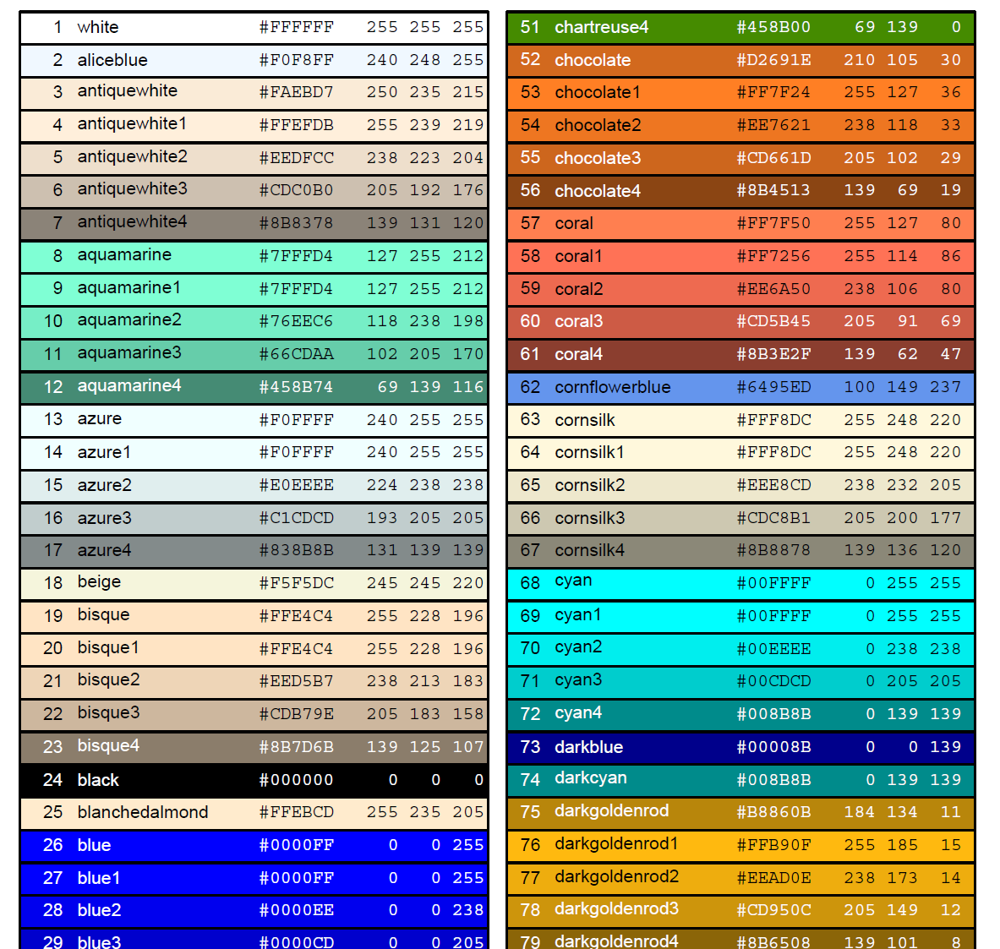 1 white #FFFFFF 255 255 255
2 aliceblue #F0F8FF 240 248 255
3 antiquewhite #FAEBD7 250 235 215
4 antiquewhite1 #FFEFDB 255 239 219
5 antiquewhite2 #EEDFCC 238 223 204
6 antiquewhite3 #CDC0B0 205 192 176
7 antiquewhite4 #8B8378 139 131 120
8 aquamarine #7FFFD4 127 255 212
9 aquamarine1 #7FFFD4 127 255 212
10 aquamarine2 #76EEC6 118 238 198
11 aquamarine3 #66CDAA 102 205 170
12 aquamarine4 #458B74 69 139 116
13 azure #F0FFFF 240 255 255
14 azure1 #F0FFFF 240 255 255
15 azure2 #E0EEEE 224 238 238
16 azure3 #C1CDCD 193 205 205
17 azure4 #838B8B 131 139 139
18 beige #F5F5DC 245 245 220
19 bisque #FFE4C4 255 228 196
20 bisque1 #FFE4C4 255 228 196
21 bisque2 #EED5B7 238 213 183
22 bisque3 #CDB79E 205 183 158
23 bisque4 #8B7D6B 139 125 107
24 black #000000 0 0 0
25 blanchedalmond #FFEBCD 255 235 205
26 blue #0000FF 0 0 255
27 blue1 #0000FF 0 0 255
28 blue2 #0000EE 0 0 238
29 blue3 #0000CD 0 0 205
51 chartreuse4 #458B00 69 139 0
52 chocolate #D2691E 210 105 30
53 chocolate1 #FF7F24 255 127 36
54 chocolate2 #EE7621 238 118 33
55 chocolate3 #CD661D 205 102 29
56 chocolate4 #8B4513 139 69 19
57 coral #FF7F50 255 127 80
58 coral1 #FF7256 255 114 86
59 coral2 #EE6A50 238 106 80
60 coral3 #CD5B45 205 91 69
61 coral4 #8B3E2F 139 62 47
62 cornflowerblue #6495ED 100 149 237
63 cornsilk #FFF8DC 255 248 220
64 cornsilk1 #FFF8DC 255 248 220
65 cornsilk2 #EEE8CD 238 232 205
66 cornsilk3 #CDC8B1 205 200 177
67 cornsilk4 #8B8878 139 136 120
68 cyan #00FFFF 0 255 255
69 cyan1 #00FFFF 0 255 255
70 cyan2 #00EEEE 0 238 238
71 cyan3 #00CDCD 0 205 205
72 cyan4 #008B8B 0 139 139
73 darkblue #00008B 0 0 139
74 darkcyan #008B8B 0 139 139
75 darkgoldenrod #B8860B 184 134 11
76 darkgoldenrod1 #FFB90F 255 185 15
77 darkgoldenrod2 #EEAD0E 238 173 14
78 darkgoldenrod3 #CD950C 205 149 12
79 darkgoldenrod4 #8B6508 139 101 8